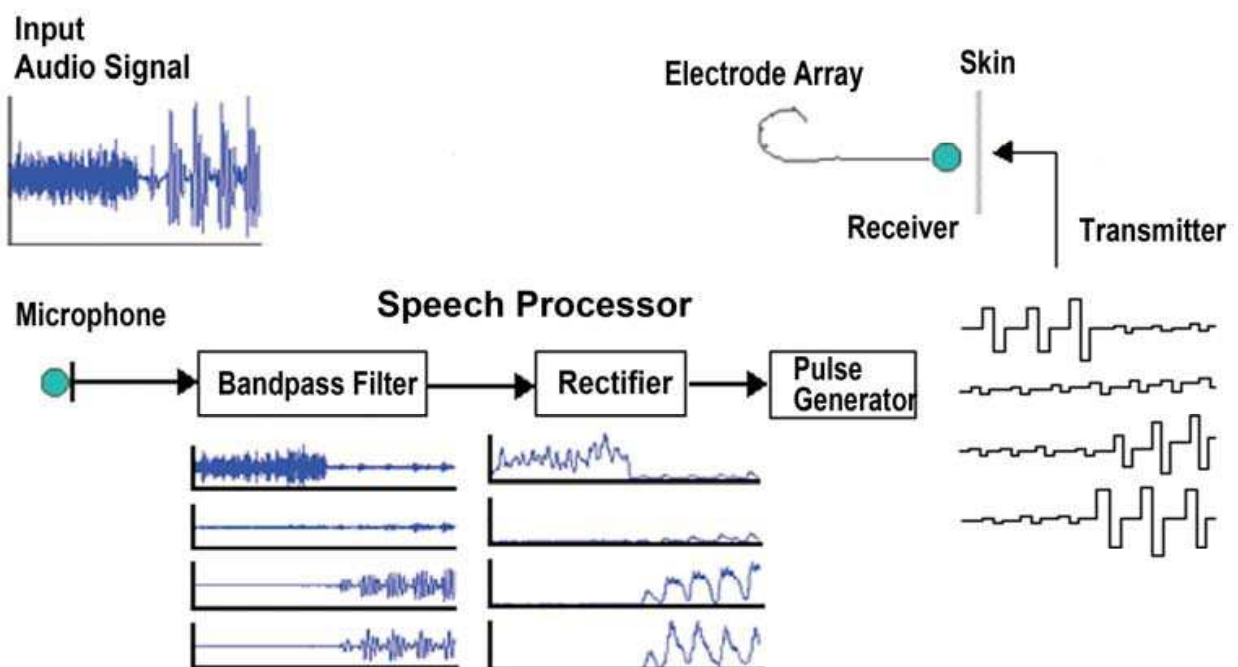 Input
Audio Signal
Electrode Array
Skin
Receiver
Transmitter
Microphone
Speech Processor
Bandpass Filter
Rectifier
Pulse
Generator